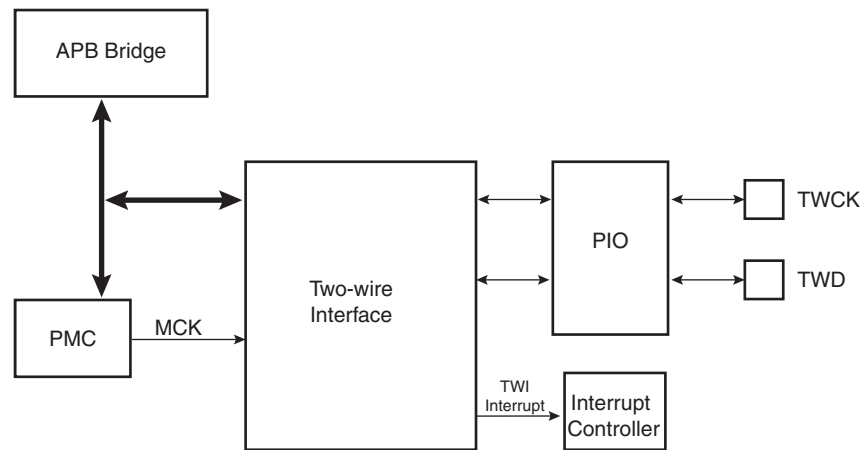 APB Bridge
TWCK
PIO
TWD
Two-wire
Interface
PMC
MCK
TWI
Interrupt
Interrupt
Controller